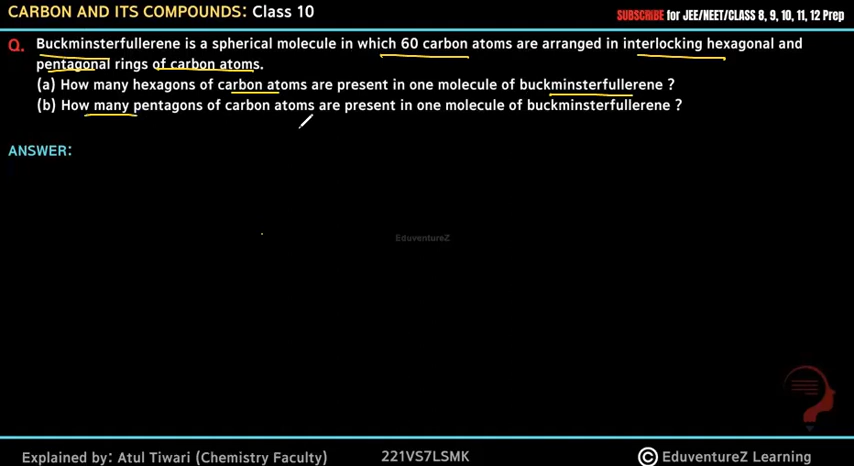 CARBON AND ITS COMPOUNDS: Class 10
SUBSCRIBE for JEE/NEET/CLASS 8, 9, 10, 11, 12 Prep
Q. Buckminsterfullerene is a spherical molecule in which 60 carbon atoms are arranged in interlocking hexagonal and
pentagonal rings of carbon atoms.
(a) How many hexagons of carbon atoms are present in one molecule of buckminsterfullerene ?
(b) How many pentagons of carbon atoms are present in one molecule of buckminsterfullerene ?
ANSWER:
EduventureZ
Explained by: Atul Tiwari (Chemistry Faculty)
221VS7LSMK
© EduventureZ Learning